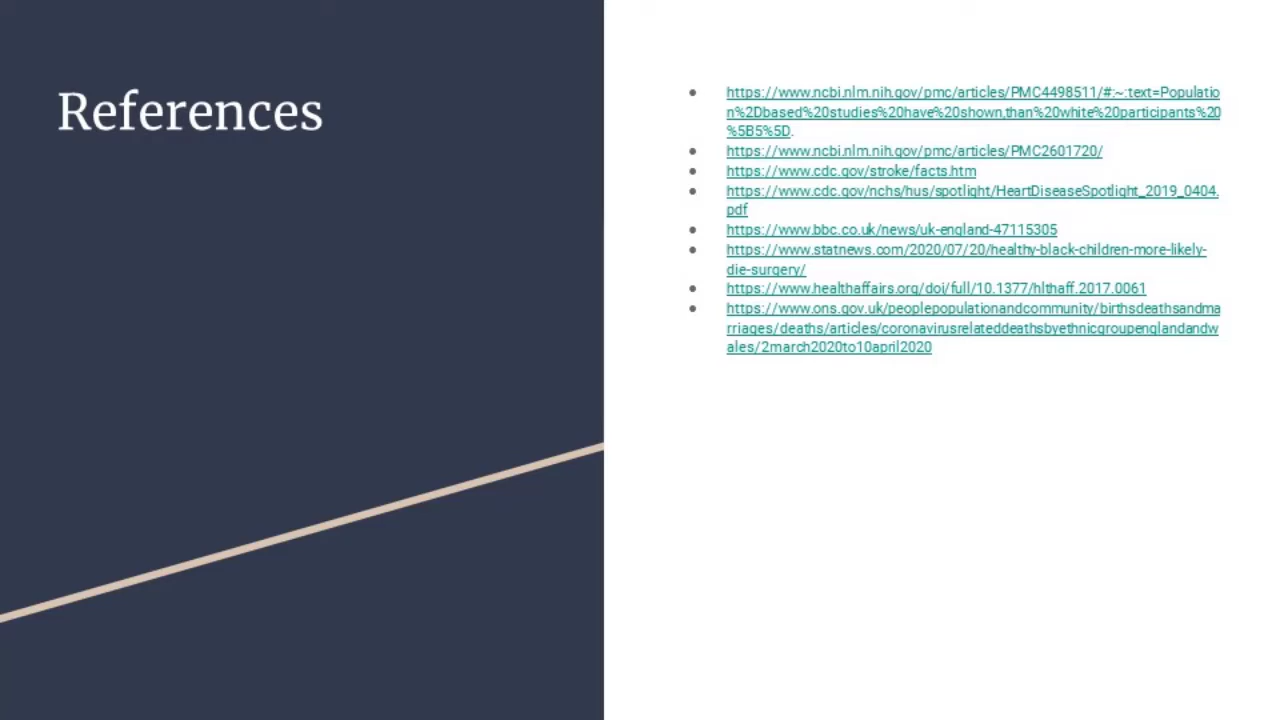 References
• https://www.ncbi.nlm.nih.gov/pmc/articles/PMC4498511/#:~:text=Populatio
n%2Dbased%20studies%20have%20shown,than%20white%20participants%20
%5B5%5D.
• https://www.ncbi.nlm.nih.gov/pmc/articles/PMC2601720/
• https://www.cdc.gov/stroke/facts.htm
• https://www.cdc.gov/nchs/hus/spotlight/HeartDiseaseSpotlight_2019_0404.
pdf
• https://www.bbc.co.uk/news/uk-england-47115305
• https://www.statnews.com/2020/07/20/healthy-black-children-more-likely-
die-surgery/
• https://www.healthaffairs.org/doi/full/10.1377/hlthaff.2017.0061
• https://www.ons.gov.uk/peoplepopulationandcommunity/birthsdeathsandma
rriages/deaths/articles/coronavirusrelateddeathsbyethnicgroupenglandandw
ales/2march2020to10april2020